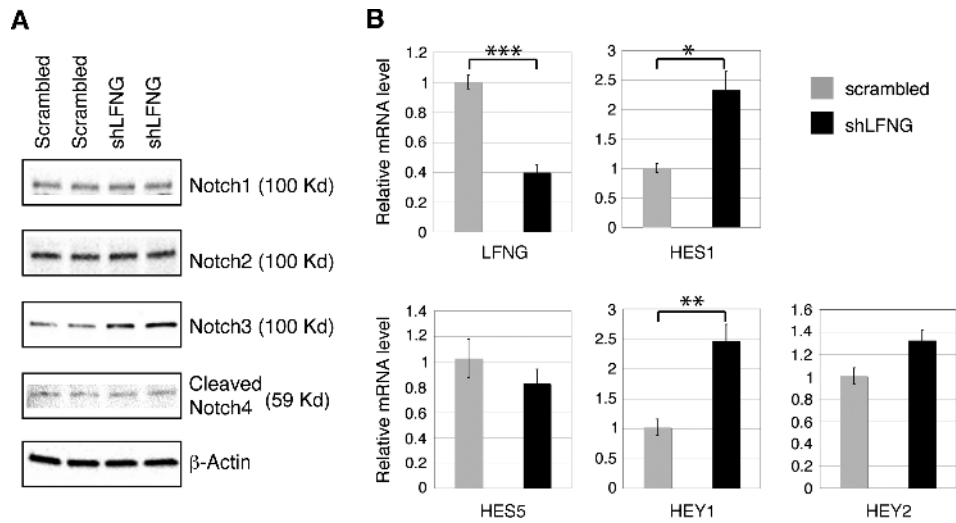 A
Scrambled
Scrambled
shLFNG
shLFNG
Notch1 (100 Kd)
Notch2 (100 Kd)
Notch3 (100 Kd)
Cleaved
Notch4 (59 Kd)
β-Actin
B
Relative mRNA level
1.2
1
0.8
0.6
0.4
0.2
0
***
LFNG
3
2.5
2
1.5
1
0.5
0
*
HES1
scrambled
shLFNG
Relative mRNA level
1.4
1.2
1
0.8
0.6
0.4
0.2
0
HES5
3
2.5
2
1.5
1
0.5
0
**
HEY1
1.6
1.4
1.2
1
0.8
0.6
0.4
0.2
0
HEY2